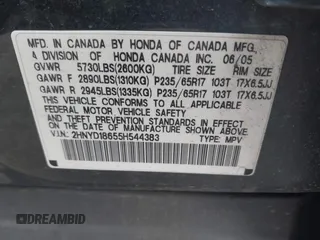 MFD. IN CANADA BY HONDA OF CANADA MFG.,
A DIVISION OF HONDA CANADA INC. 06/05
GVWR 5730LBS(2600KG) TIRE SIZE RIM SIZE
GAWR F 2890LBS(1310KG) P235/65R17 103T 17X6.5JJ
GAWR R 2945LBS(1335KG) P235/65R17 103T 17X6.5JJ
THIS VEHICLE CONFORMS TO ALL APPLICABLE FEDERAL
MOTOR VEHICLE SAFETY STANDARDS IN EFFECT ON THE
DATE OF MANUFACTURE SHOWN ABOVE.
V.I.N.: 2HNYD18655H544383 TYPE: MPV
DREAMBID